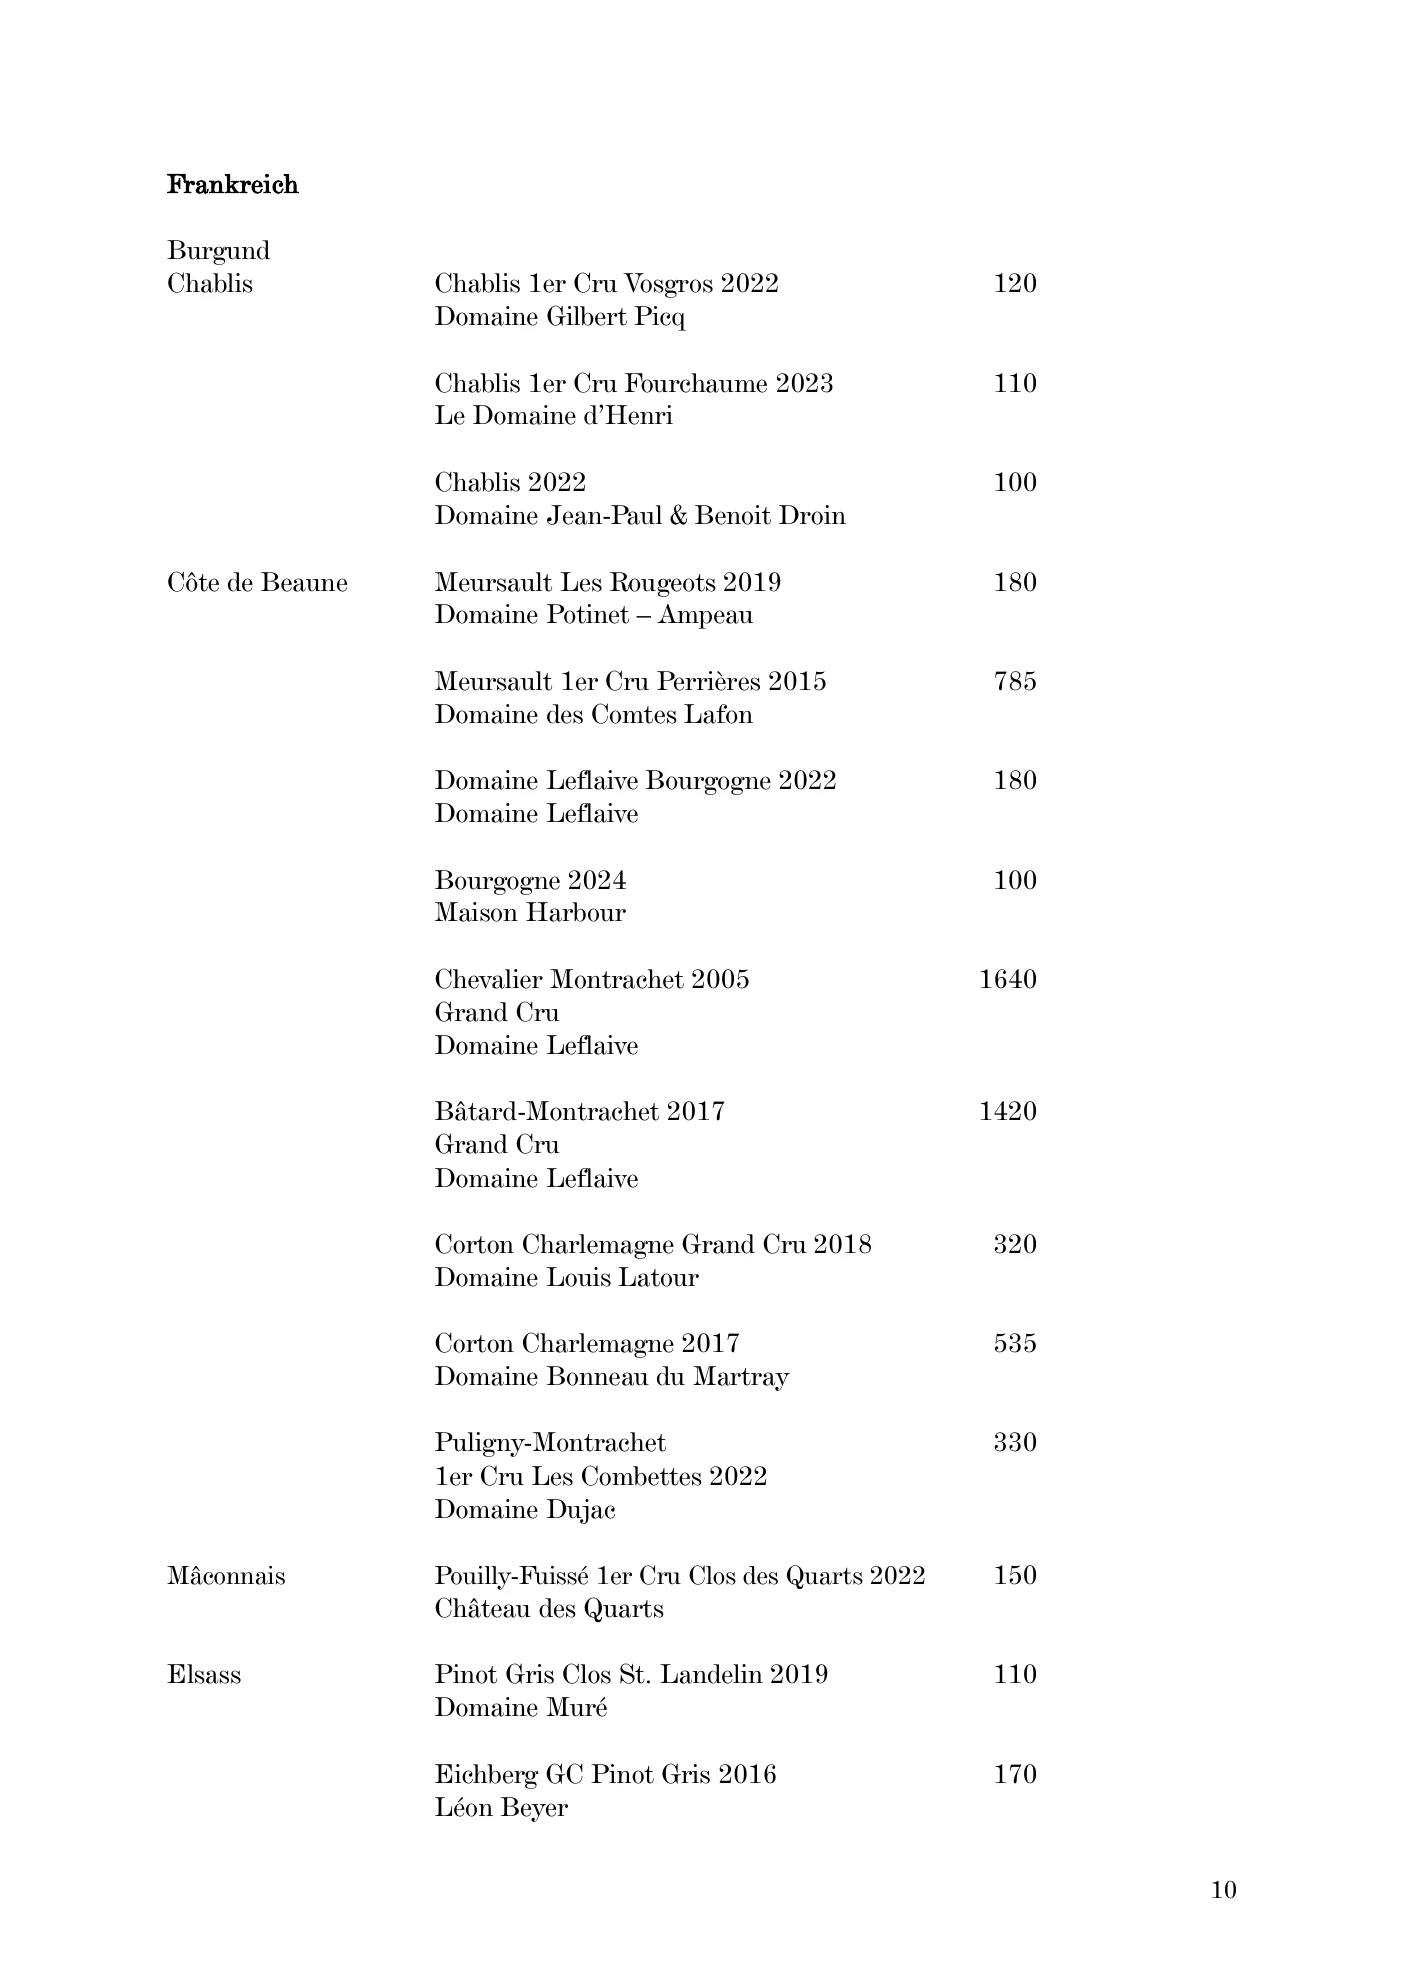 Frankreich
Burgund
Chablis Chablis 1er Cru Vosgros 2022 120
Domaine Gilbert Picq
Chablis 1er Cru Fourchaume 2023 110
Le Domaine d’Henri
Chablis 2022 100
Domaine Jean-Paul & Benoit Droin
Côte de Beaune Meursault Les Rougeots 2019 180
Domaine Potinet – Ampeau
Meursault 1er Cru Perrières 2015 785
Domaine des Comtes Lafon
Domaine Leflaive Bourgogne 2022 180
Domaine Leflaive
Bourgogne 2024 100
Maison Harbour
Chevalier Montrachet 2005 1640
Grand Cru
Domaine Leflaive
Bâtard-Montrachet 2017 1420
Grand Cru
Domaine Leflaive
Corton Charlemagne Grand Cru 2018 320
Domaine Louis Latour
Corton Charlemagne 2017 535
Domaine Bonneau du Martray
Puligny-Montrachet 330
1er Cru Les Combettes 2022
Domaine Dujac
Mâconnais Pouilly-Fuissé 1er Cru Clos des Quarts 2022 150
Château des Quarts
Elsass Pinot Gris Clos St. Landelin 2019 110
Domaine Muré
Eichberg GC Pinot Gris 2016 170
Léon Beyer
10